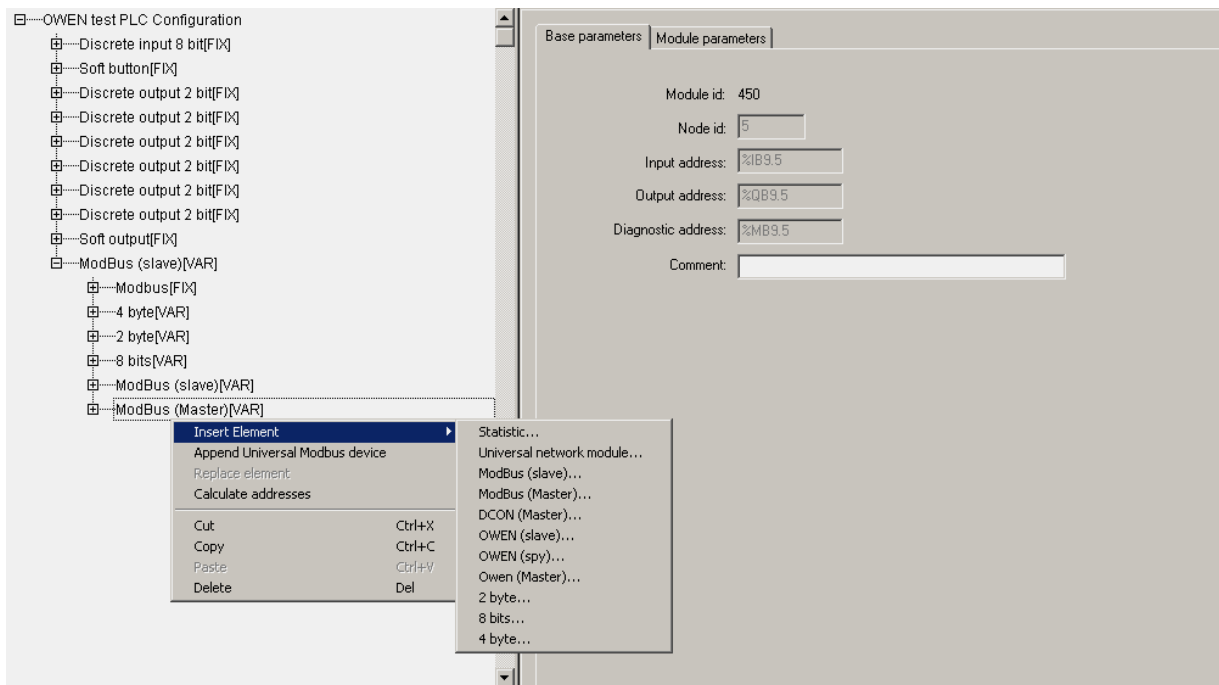 OWEN test PLC Configuration
Discrete input 8 bit[FIX]
Soft button[FIX]
Discrete output 2 bit[FIX]
Discrete output 2 bit[FIX]
Discrete output 2 bit[FIX]
Discrete output 2 bit[FIX]
Discrete output 2 bit[FIX]
Discrete output 2 bit[FIX]
Soft output[FIX]
ModBus (slave)[VAR]
Modbus[FIX]
4 byte[VAR]
2 byte[VAR]
8 bits[VAR]
ModBus (slave)[VAR]
ModBus (Master)[VAR]
Insert Element
Append Universal Modbus device
Replace element
Calculate addresses
Cut Ctrl+X
Copy Ctrl+C
Paste Ctrl+V
Delete Del
Statistic...
Universal network module...
ModBus (slave)...
ModBus (Master)...
DCON (Master)...
OWEN (slave)...
OWEN (spy)...
Owen (Master)...
2 byte...
8 bits...
4 byte...
Base parameters Module parameters
Module id: 450
Node id: 5
Input address: %IB9.5
Output address: %QB9.5
Diagnostic address: %MB9.5
Comment: